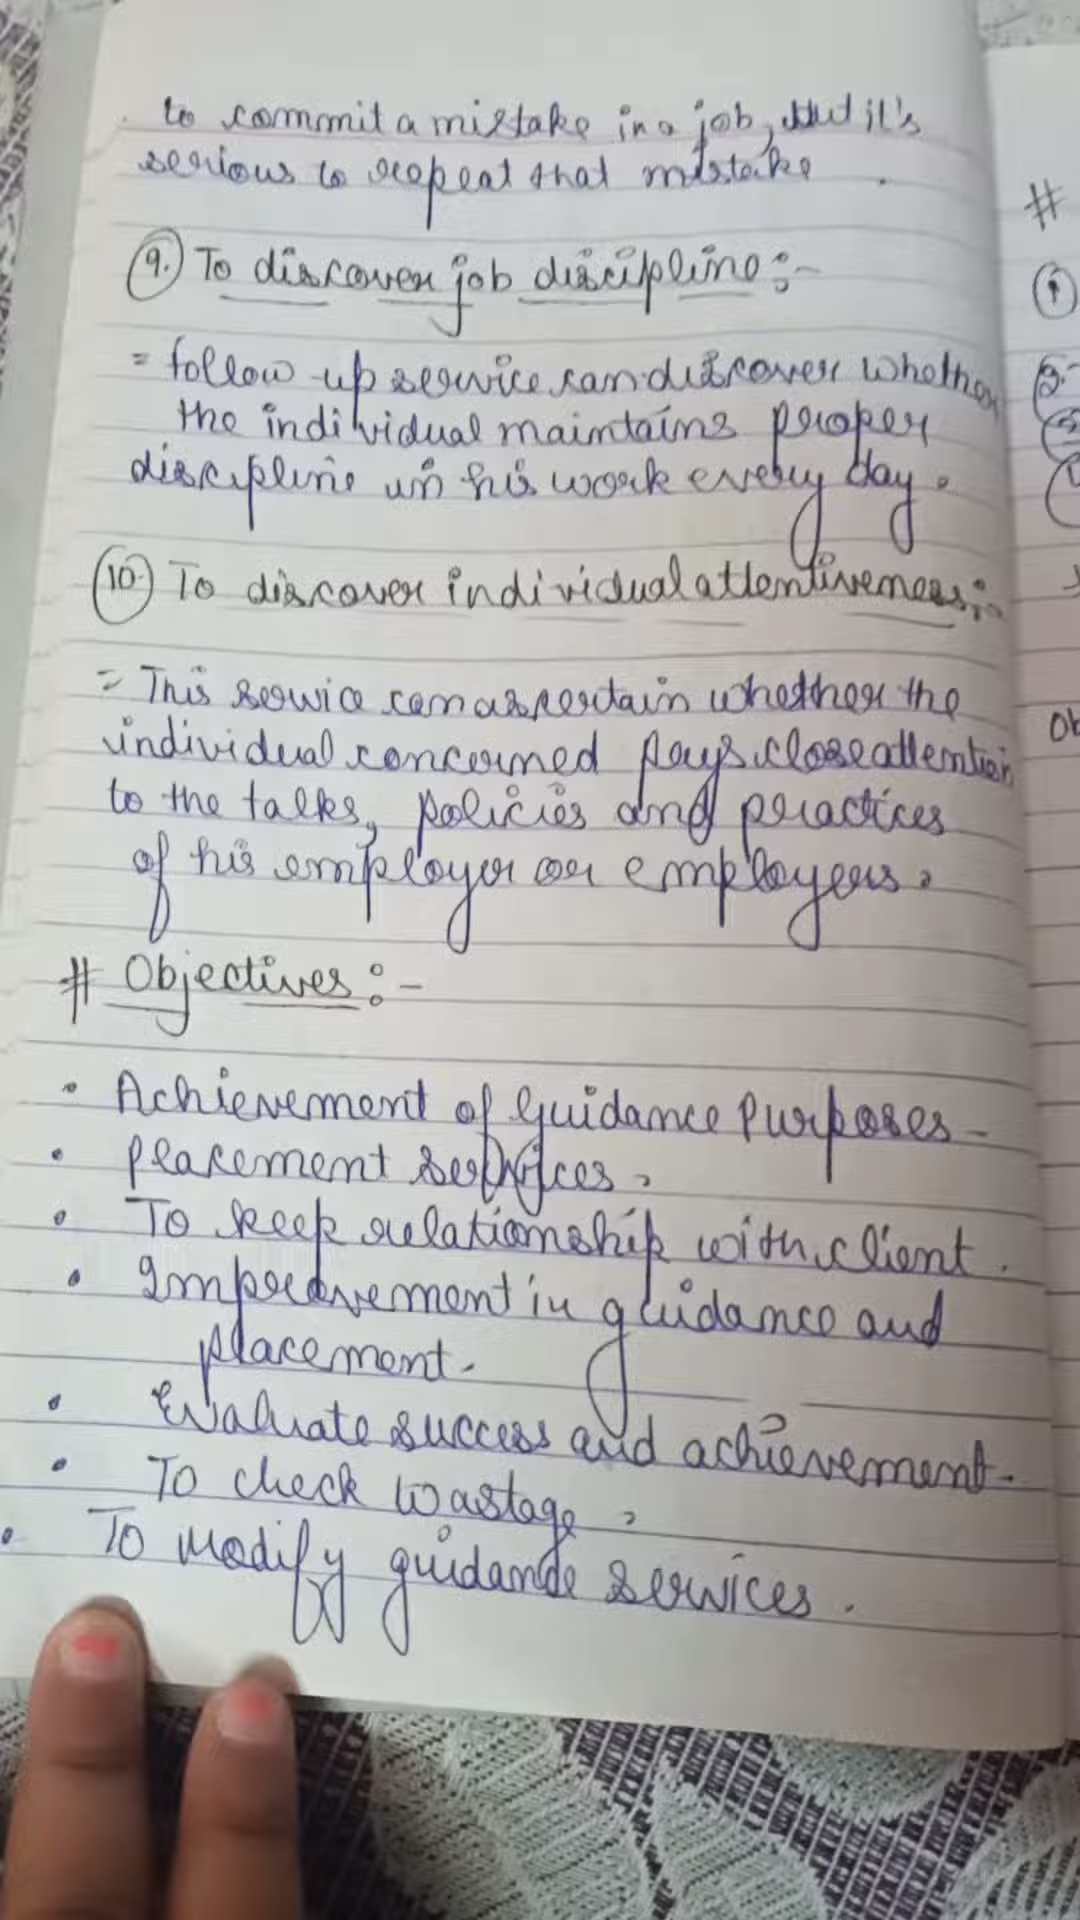 to commit a mistake in a job, but it's
serious to repeat that mistake
9. To discover job discipline :-
= follow up service can discover whether
the individual maintains proper
discipline in his work every day.
10. To discover individual attentiveness :-
= This service can ascertain whether the
individual concerned pays close attention
to the talks, policies and practices
of his employer or employers.
# Objectives :-
• Achievement of Guidance Purposes -
• Placement services.
• To keep relationship with client.
• Improvement in guidance and
placement.
• Evaluate success and achievement.
• To check wastage.
• To modify guidance services.
#